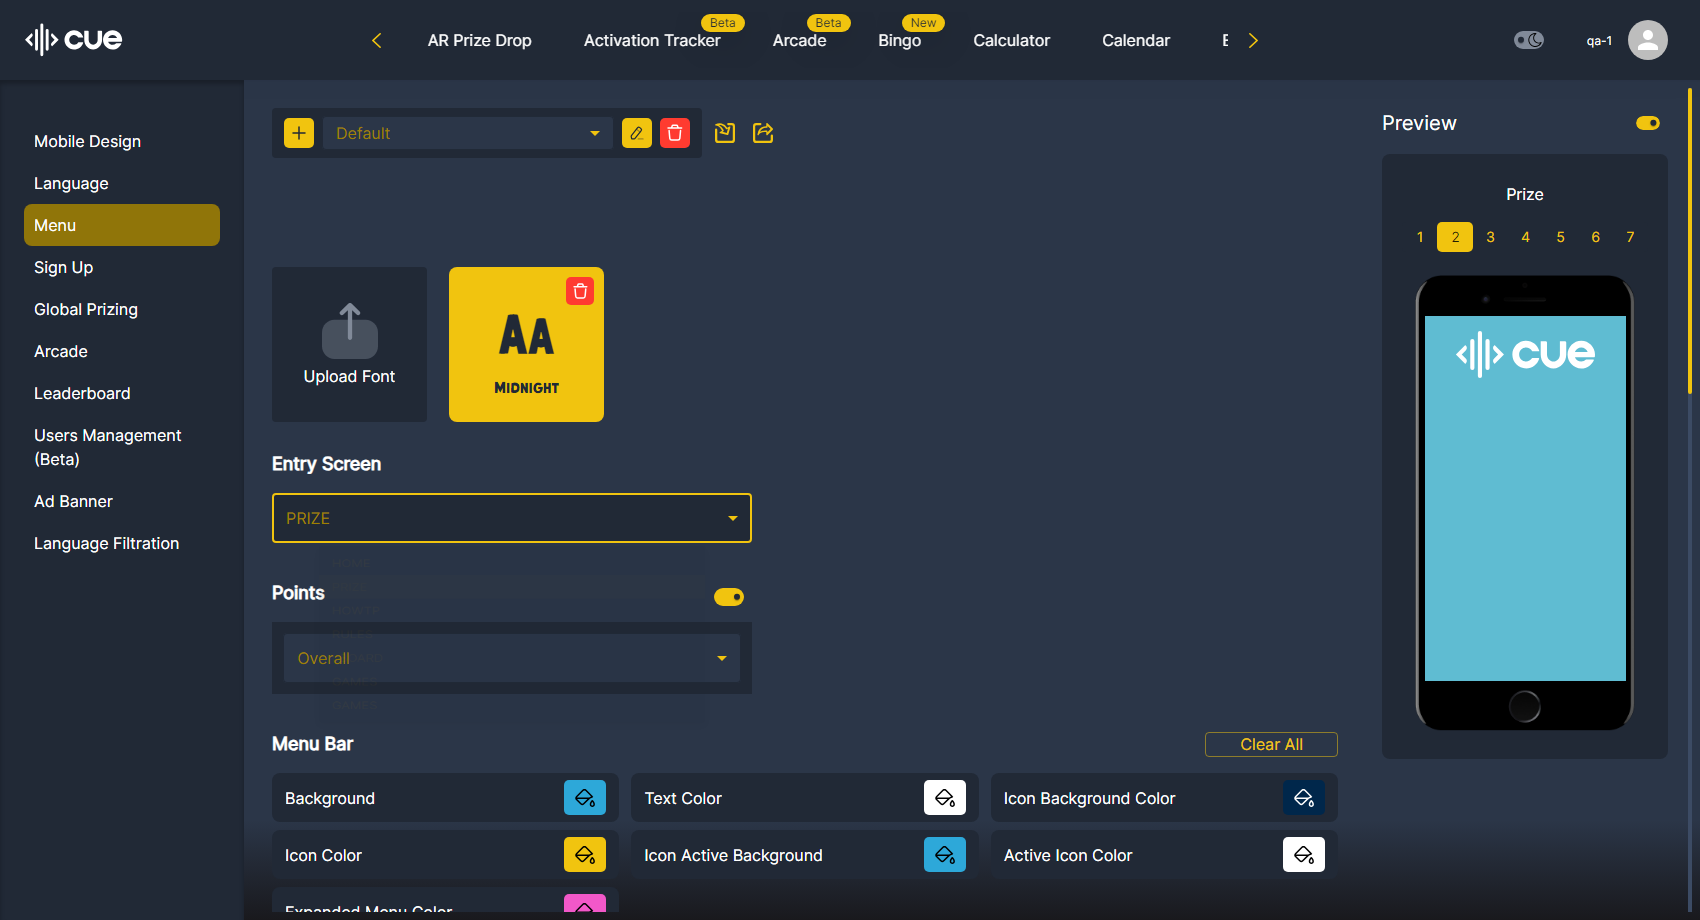 cue
AR Prize Drop
Activation Tracker
Beta
Arcade
Beta
Bingo
New
Calculator
Calendar
qa-1
Mobile Design
Language
Menu
Sign Up
Global Prizing
Arcade
Leaderboard
Users Management
(Beta)
Ad Banner
Language Filtration
Default
Upload Font
AA
MIDNIGHT
Entry Screen
PRIZE
Points
Overall
Menu Bar
Clear All
Background
Text Color
Icon Background Color
Icon Color
Icon Active Background
Active Icon Color
Expanded Menu Color
Preview
Prize
1 2 3 4 5 6 7
cue